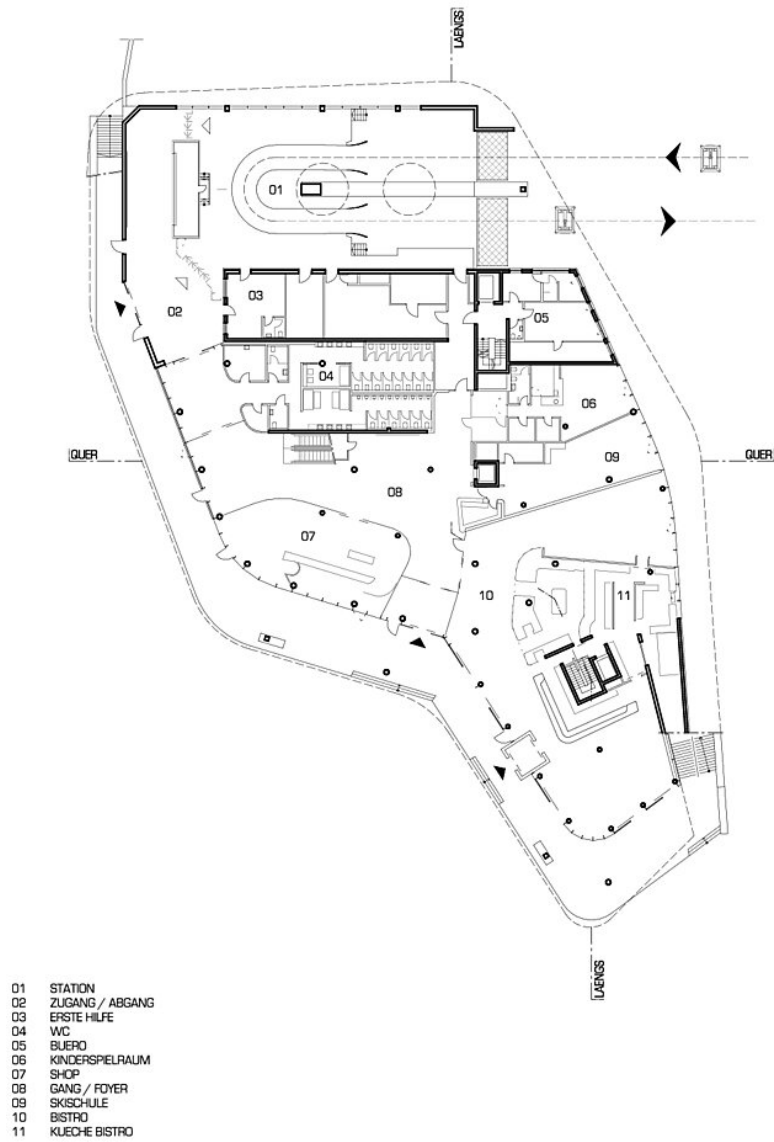 LAENGS
01
02
03
05
04
06
QUER
QUER
09
08
07
10
11
LAENGS
01 STATION
02 ZUGANG / ABGANG
03 ERSTE HILFE
04 WC
05 BUERO
06 KINDERSPIELRAUM
07 SHOP
08 GANG / FOYER
09 SKISCHULE
10 BISTRO
11 KUECHE BISTRO